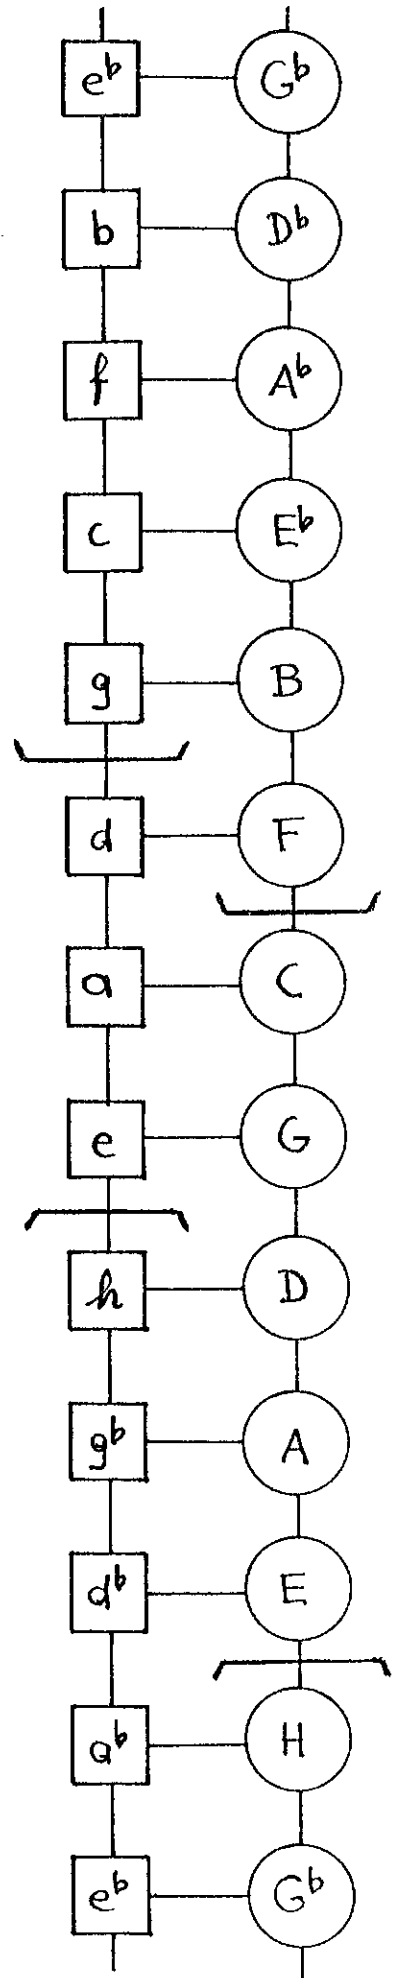 e♭ G♭
b D♭
f A♭
c E♭
g B
d F
a C
e G
h D
g♭ A
d♭ E
a♭ H
e♭ G♭